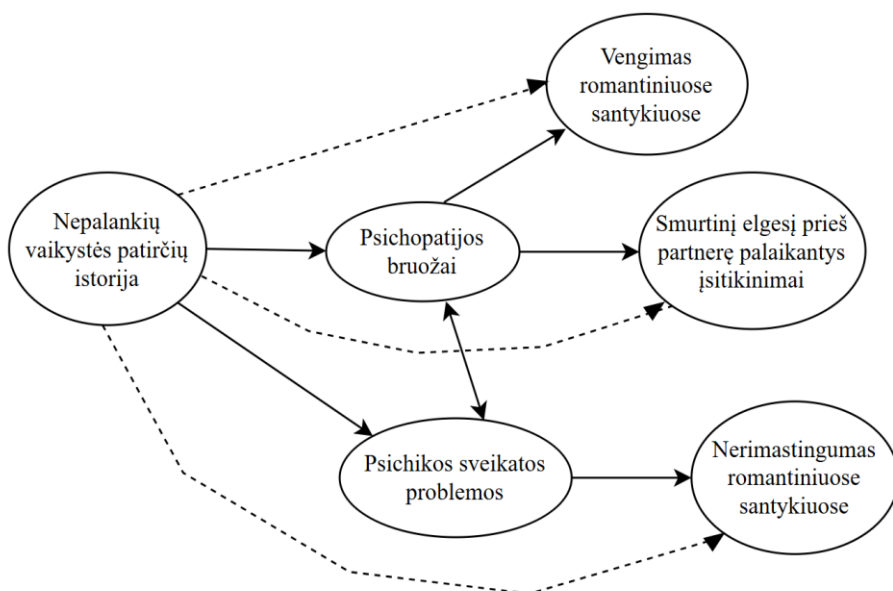 Vengimas
romantiniuose
santykiuose
Nepalankių
vaikystės patirčių
istorija
Psichopatijos
bruožai
Smurtinį elgesį prieš
partnerę palaikantys
įsitikinimai
Psichikos sveikatos
problemos
Nerimastingumas
romantiniuose
santykiuose